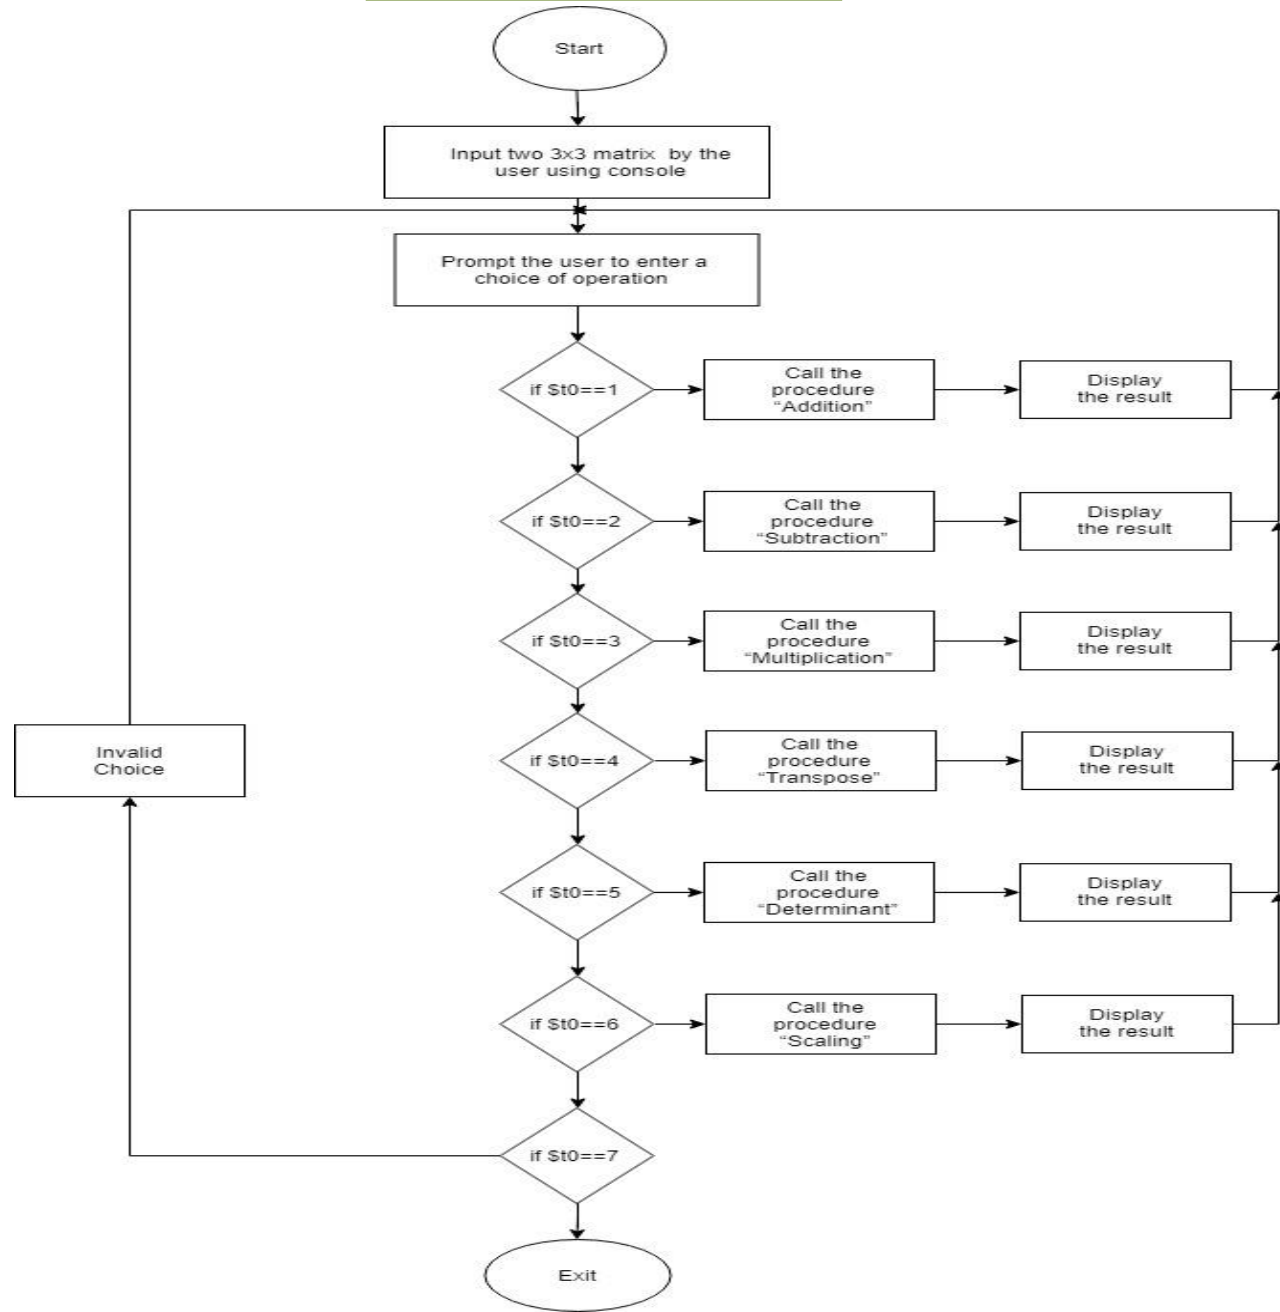 Start
Input two 3x3 matrix by the
user using console
Prompt the user to enter a
choice of operation
if $t0==1
Call the
procedure
“Addition”
Display
the result
if $t0==2
Call the
procedure
“Subtraction”
Display
the result
if $t0==3
Call the
procedure
“Multiplication”
Display
the result
Invalid
Choice
if $t0==4
Call the
procedure
“Transpose”
Display
the result
if $t0==5
Call the
procedure
“Determinant”
Display
the result
if $t0==6
Call the
procedure
“Scaling”
Display
the result
if $t0==7
Exit